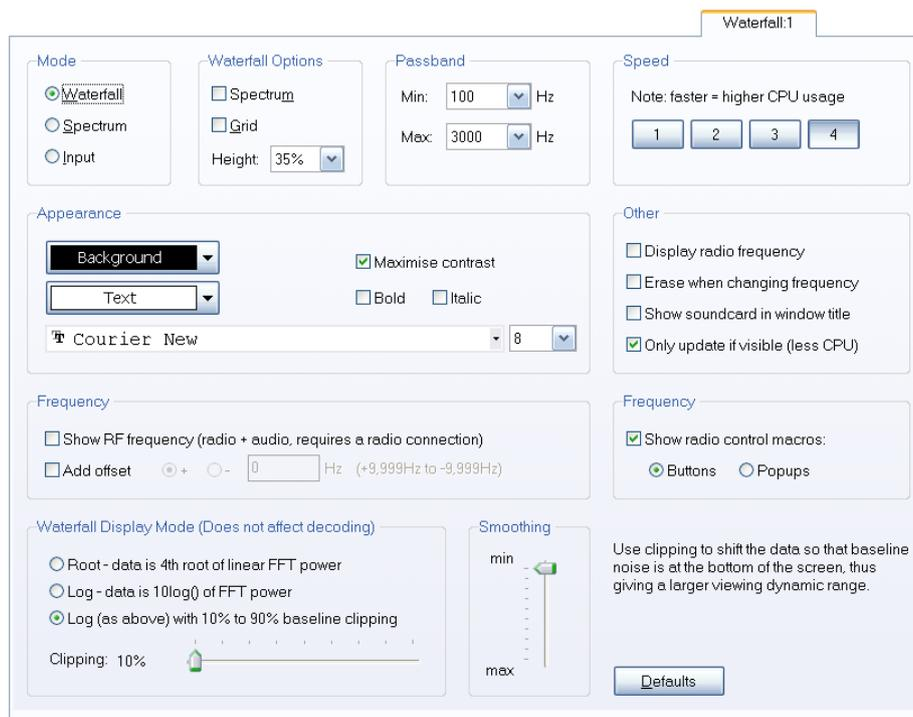 Waterfall:1
Mode
Waterfall
Spectrum
Input
Waterfall Options
Spectrum
Grid
Height: 35%
Passband
Min: 100 Hz
Max: 3000 Hz
Speed
Note: faster = higher CPU usage
1 2 3 4
Appearance
Background
Text
Maximise contrast
Bold Italic
Courier New 8
Other
Display radio frequency
Erase when changing frequency
Show soundcard in window title
Only update if visible (less CPU)
Frequency
Show RF frequency (radio + audio, requires a radio connection)
Add offset + - 0 Hz (+9,999Hz to -9,999Hz)
Frequency
Show radio control macros:
Buttons Popups
Waterfall Display Mode (Does not affect decoding)
Root - data is 4th root of linear FFT power
Log - data is 10log() of FFT power
Log (as above) with 10% to 90% baseline clipping
Clipping: 10%
Smoothing
min
max
Use clipping to shift the data so that baseline
noise is at the bottom of the screen, thus
giving a larger viewing dynamic range.
Defaults